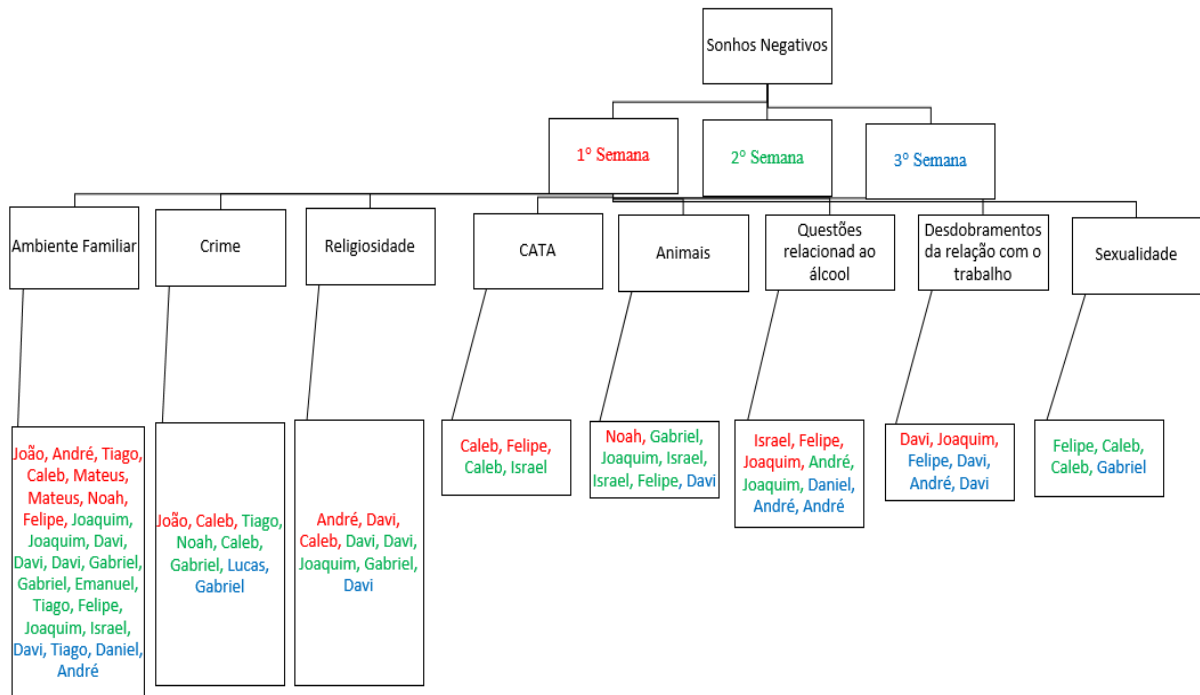 Sonhos Negativos
1° Semana
2° Semana
3° Semana
Ambiente Familiar
Crime
Religiosidade
CATA
Animais
Questões
relacionad ao
álcool
Desdobramentos
da relação com o
trabalho
Sexualidade
João, André, Tiago,
Caleb, Mateus,
Mateus, Noah,
Felipe, Joaquim,
Joaquim, Davi,
Davi, Davi, Gabriel,
Gabriel, Emanuel,
Tiago, Felipe,
Joaquim, Israel,
Davi, Tiago, Daniel,
André
João, Caleb, Tiago,
Noah, Caleb,
Gabriel, Lucas,
Gabriel
André, Davi,
Caleb, Davi, Davi,
Joaquim, Gabriel,
Davi
Caleb, Felipe,
Caleb, Israel
Noah, Gabriel,
Joaquim, Israel,
Israel, Felipe, Davi
Israel, Felipe,
Joaquim, André,
Joaquim, Daniel,
André, André
Davi, Joaquim,
Felipe, Davi,
André, Davi
Felipe, Caleb,
Caleb, Gabriel